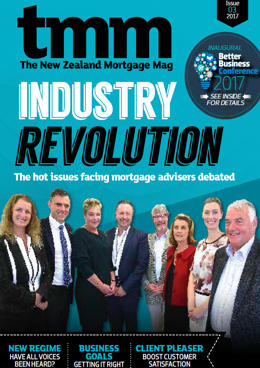 Issue
03
2017
tmm
The New Zealand Mortgage Mag
INAUGURAL
Better
Business
Conference
2017
SEE INSIDE
FOR DETAILS
INDUSTRY
REVOLUTION
The hot issues facing mortgage advisers debated
NEW REGIME
HAVE ALL VOICES
BEEN HEARD?
BUSINESS
GOALS
GETTING IT RIGHT
CLIENT PLEASER
BOOST CUSTOMER
SATISFACTION